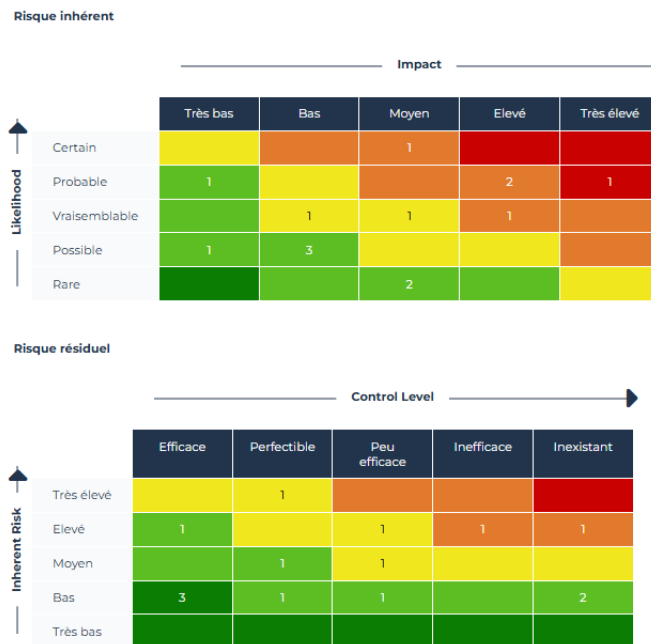 Risque inhérent
Impact
Très bas Bas Moyen Elevé Très élevé
Likelihood
Certain 1
Probable 1 2 1
Vraisemblable 1 1 1
Possible 1 3
Rare 2
Risque résiduel
Control Level
Efficace Perfectible Peu efficace Inefficace Inexistant
Inherent Risk
Très élevé 1
Elevé 1 1 1 1
Moyen 1 1
Bas 3 1 1 2
Très bas